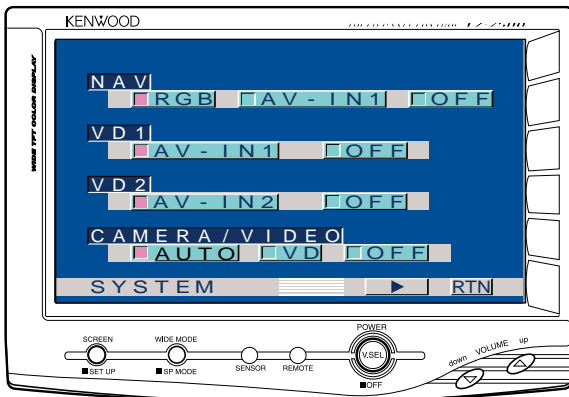 KENWOOD
WIDE TFT COLOR DISPLAY
NAV
RGB AV-IN1 OFF
VD1
AV-IN1 OFF
VD2
AV-IN2 OFF
CAMERA/VIDEO
AUTO VD OFF
SYSTEM ► RTN
POWER
SCREEN WIDE MODE
V.SEL
down VOLUME up
■SET UP ■SP MODE SENSOR REMOTE
■OFF